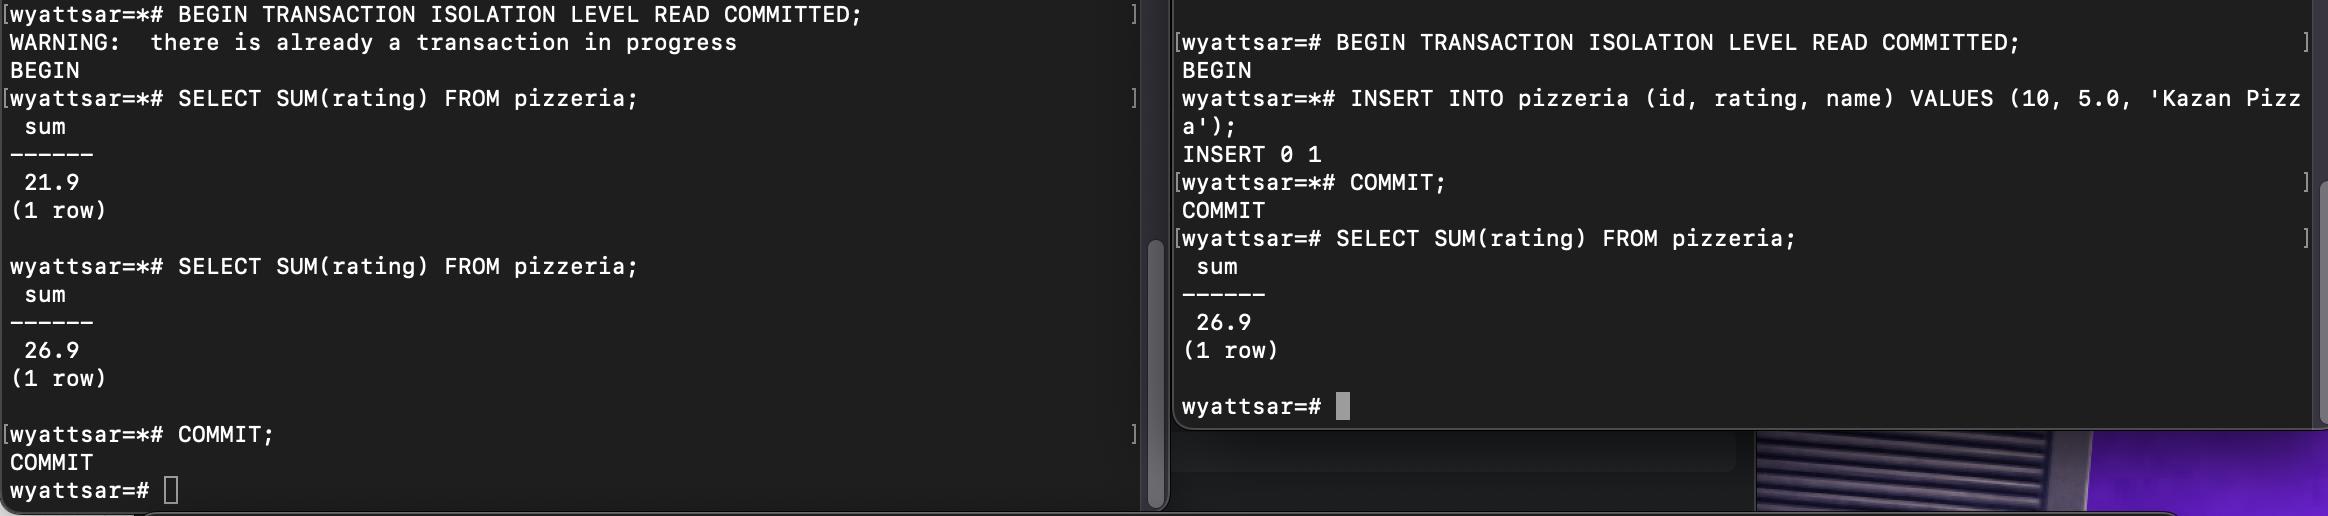 wyattsar=*# BEGIN TRANSACTION ISOLATION LEVEL READ COMMITTED;
WARNING:  there is already a transaction in progress
BEGIN
wyattsar=*# SELECT SUM(rating) FROM pizzeria;
 sum
------
 21.9
(1 row)
wyattsar=*# SELECT SUM(rating) FROM pizzeria;
 sum
------
 26.9
(1 row)
wyattsar=*# COMMIT;
COMMIT
wyattsar=#
wyattsar=# BEGIN TRANSACTION ISOLATION LEVEL READ COMMITTED;
BEGIN
wyattsar=*# INSERT INTO pizzeria (id, rating, name) VALUES (10, 5.0, 'Kazan Pizz
a');
INSERT 0 1
wyattsar=*# COMMIT;
COMMIT
wyattsar=# SELECT SUM(rating) FROM pizzeria;
 sum
------
 26.9
(1 row)
wyattsar=#